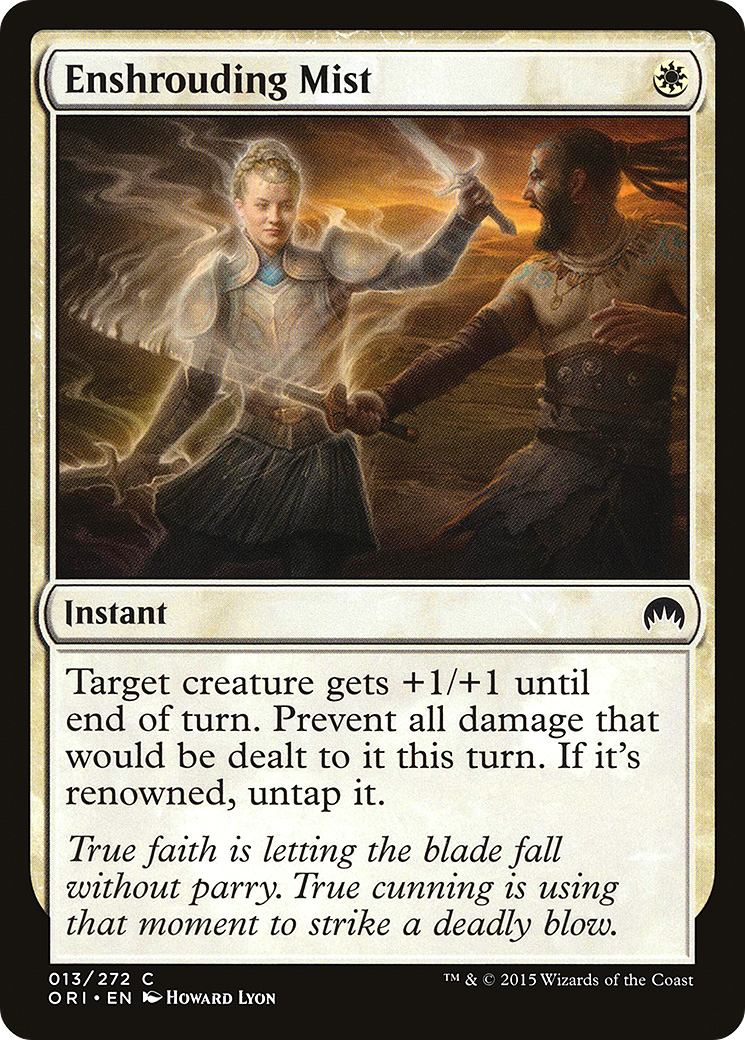 Enshrouding Mist
Instant
Target creature gets +1/+1 until
end of turn. Prevent all damage that
would be dealt to it this turn. If it's
renowned, untap it.
True faith is letting the blade fall
without parry. True cunning is using
that moment to strike a deadly blow.
013/272 C
ORI • EN Howard Lyon
™ & © 2015 Wizards of the Coast